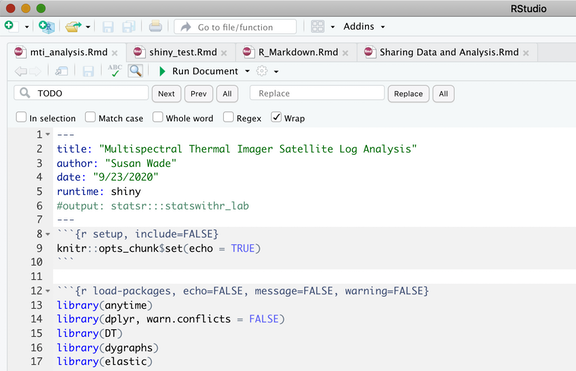 RStudio
Go to file/function
Addins
mti_analysis.Rmd
shiny_test.Rmd
R_Markdown.Rmd
Sharing Data and Analysis.Rmd
ABC
Run Document
TODO Next Prev All Replace Replace All
In selection Match case Whole word Regex Wrap
1 ---
2 title: "Multispectral Thermal Imager Satellite Log Analysis"
3 author: "Susan Wade"
4 date: "9/23/2020"
5 runtime: shiny
6 #output: statsr:::statswithr_lab
7 ---
8 ```{r setup, include=FALSE}
9 knitr::opts_chunk$set(echo = TRUE)
10 ```
11
12 ```{r load-packages, echo=FALSE, message=FALSE, warning=FALSE}
13 library(anytime)
14 library(dplyr, warn.conflicts = FALSE)
15 library(DT)
16 library(dygraphs)
17 library(elastic)